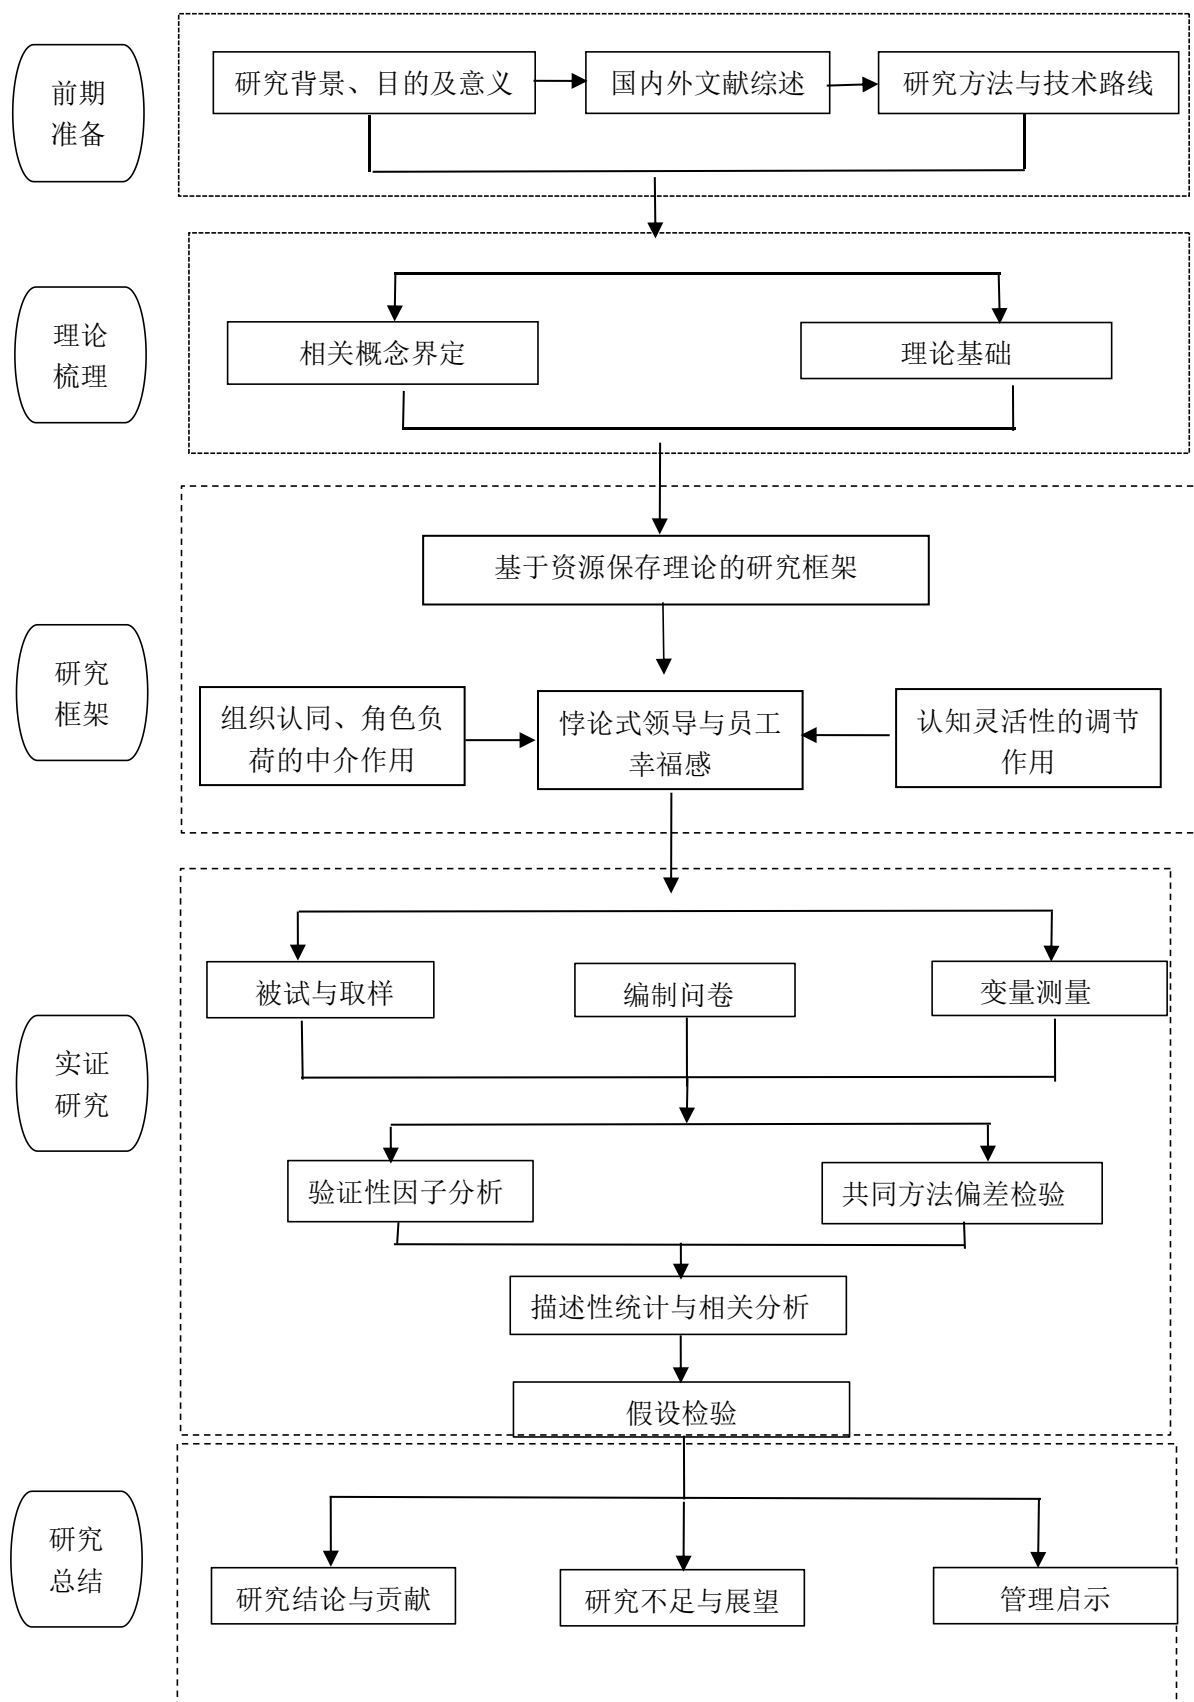 前期
准备
研究背景、目的及意义
国内外文献综述
研究方法与技术路线
理论
梳理
相关概念界定
理论基础
研究
框架
基于资源保存理论的研究框架
组织认同、角色负
荷的中介作用
悖论式领导与员工
幸福感
认知灵活性的调节
作用
实证
研究
被试与取样
编制问卷
变量测量
验证性因子分析
共同方法偏差检验
描述性统计与相关分析
假设检验
研究
总结
研究结论与贡献
研究不足与展望
管理启示